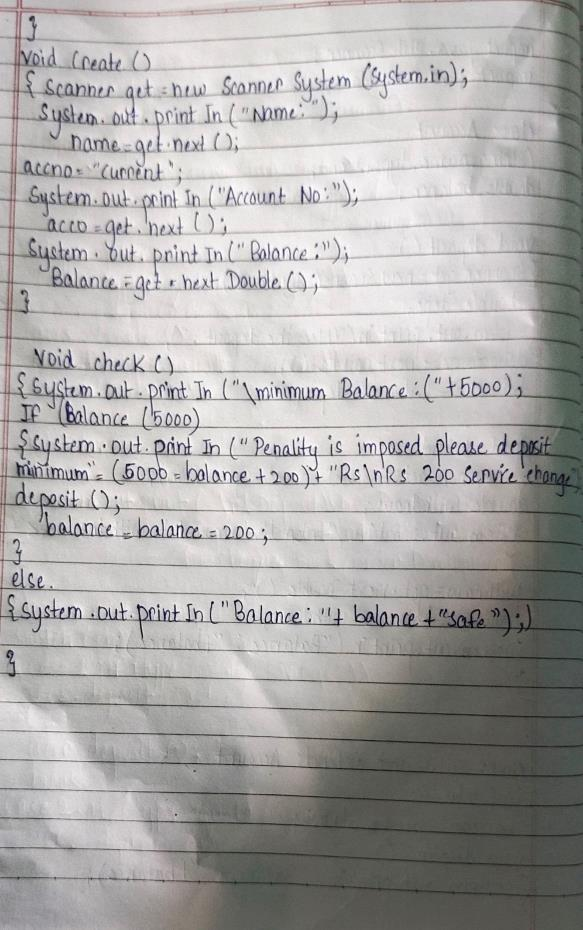 }
void Create ()
{ Scanner get = new Scanner System (System.in);
System. out. print In ("Name: ");
name = get.next ();
accno = "current";
System. out. print In ("Account No:");
acco = get. next ();
System. out. print In ("Balance:");
Balance = get . next Double ();
}
void check ()
{ System. out. print In ("\minimum Balance:("+5000);
If (Balance (5000)
{ System. out. print In ("Penality is imposed please deposit
minimum" = (5000 = balance + 200)+ "Rs\nRs 200 Service change
deposit ();
balance = balance = 200;
}
else.
{ System .out. print In ("Balance: "+ balance + "safe");)
}